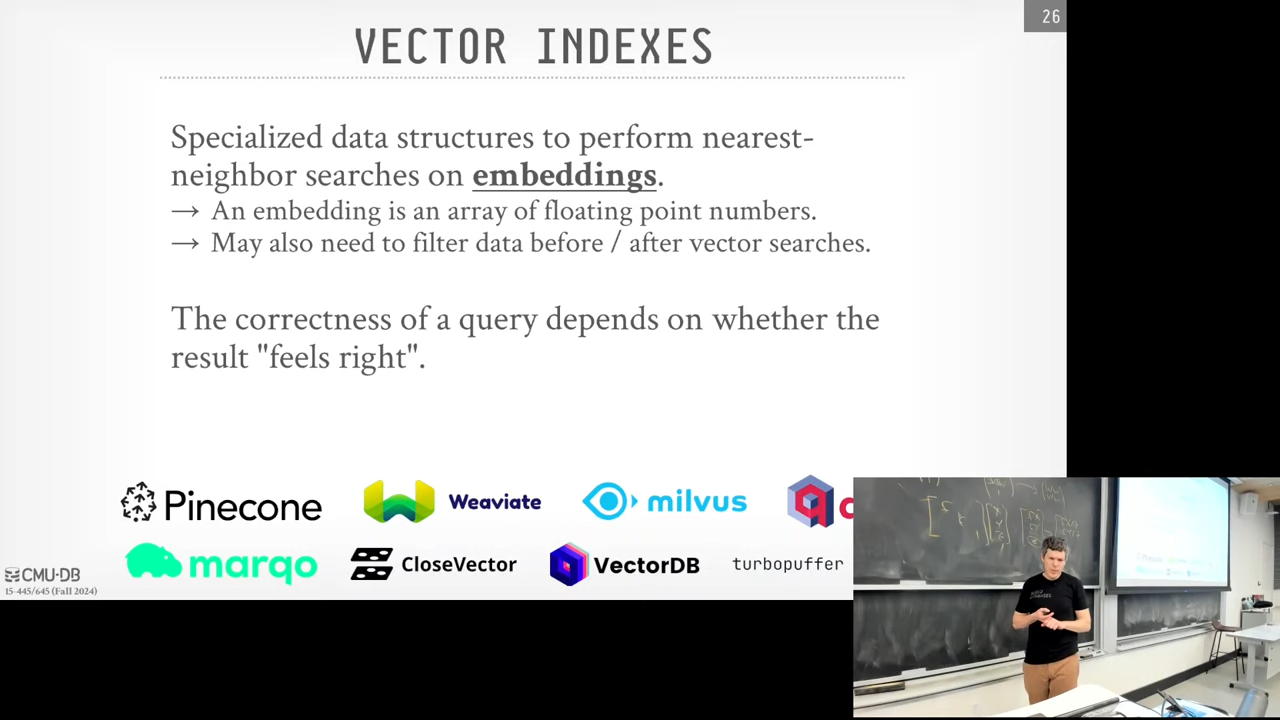 26
VECTOR INDEXES
Specialized data structures to perform nearest-
neighbor searches on embeddings.
→ An embedding is an array of floating point numbers.
→ May also need to filter data before / after vector searches.
The correctness of a query depends on whether the
result "feels right".
Pinecone Weaviate milvus
marqo CloseVector VectorDB turbopuffer
CMU·DB
15-445/645 (Fall 2024)